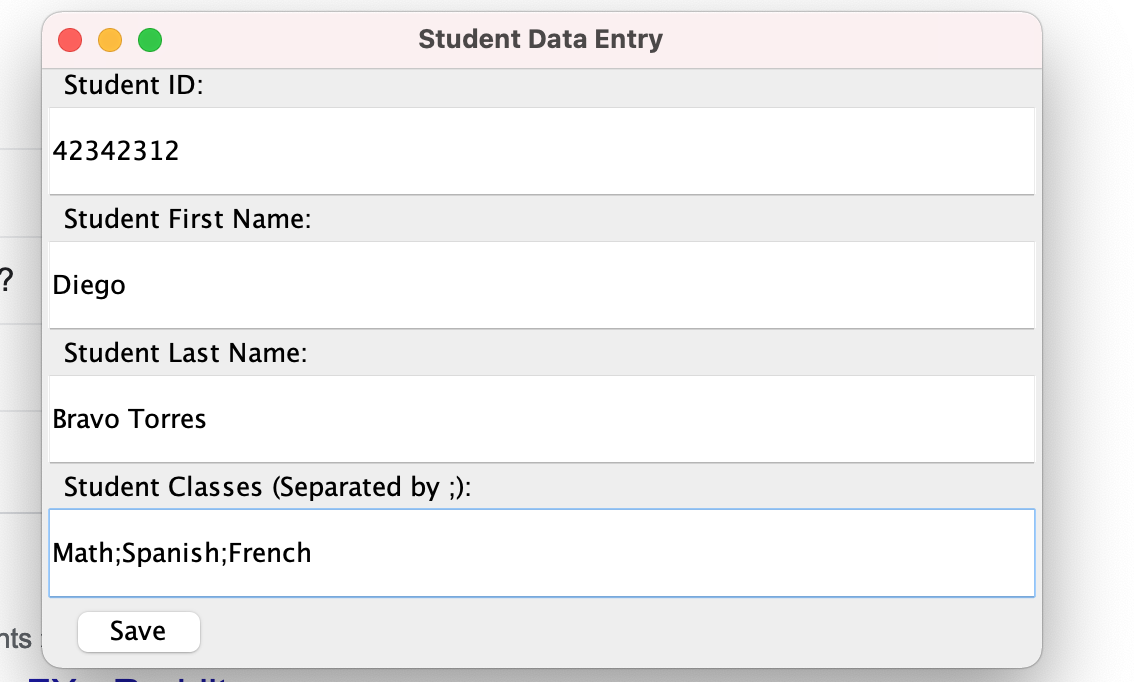 Student Data Entry
Student ID:
42342312
Student First Name:
?
Diego
Student Last Name:
Bravo Torres
Student Classes (Separated by ;):
Math;Spanish;French
Save